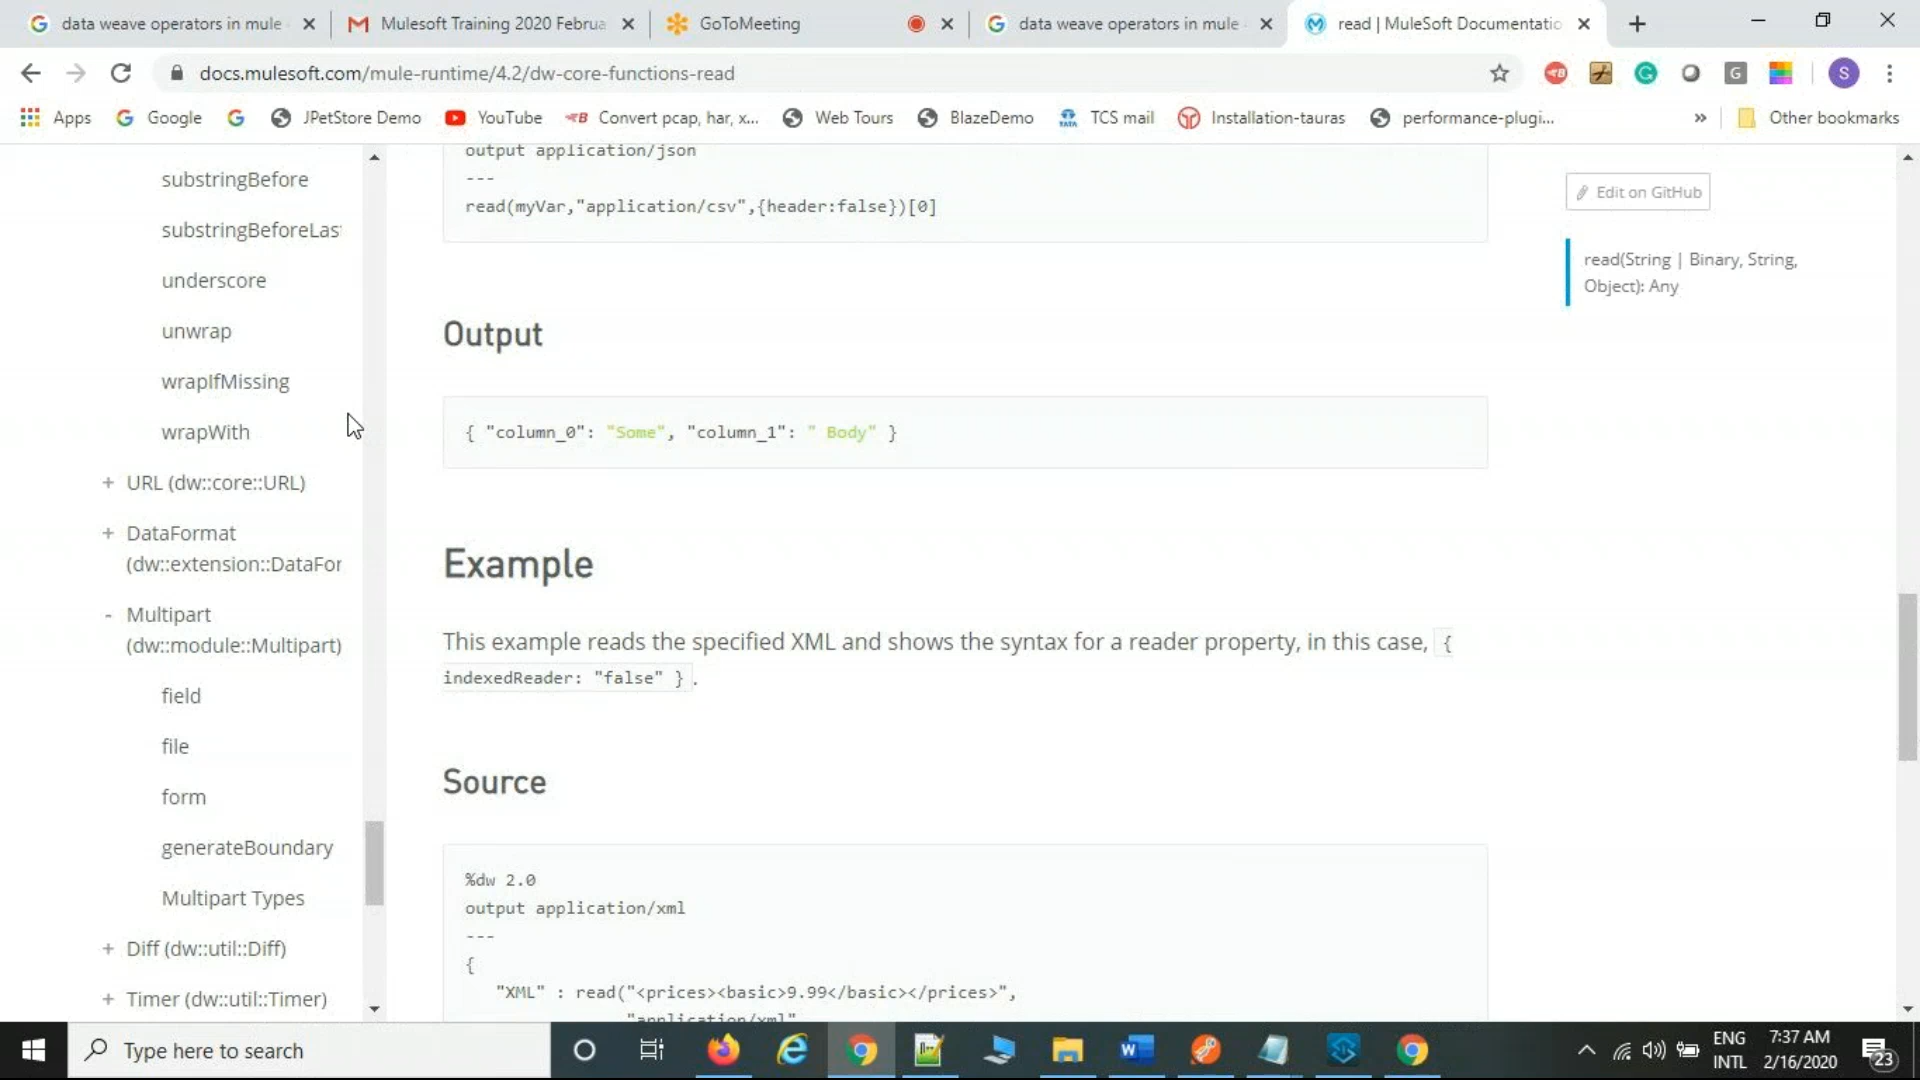 data weave operators in mule
Mulesoft Training 2020 Februa
GoToMeeting
data weave operators in mule
read | MuleSoft Documentatio
docs.mulesoft.com/mule-runtime/4.2/dw-core-functions-read
S
Apps
Google
JPetStore Demo
YouTube
Convert pcap, har, x...
Web Tours
BlazeDemo
TCS mail
Installation-tauras
performance-plugi...
»
Other bookmarks
substringBefore
substringBeforeLas
underscore
unwrap
wrapIfMissing
wrapWith
+ URL (dw::core::URL)
+ DataFormat
(dw::extension::DataFor
- Multipart
(dw::module::Multipart)
field
file
form
generateBoundary
Multipart Types
+ Diff (dw::util::Diff)
+ Timer (dw::util::Timer)
output application/json
---
read(myVar,"application/csv",{header:false})[0]
Output
{ "column_0": "Some", "column_1": " Body" }
Example
This example reads the specified XML and shows the syntax for a reader property, in this case, {
indexedReader: "false" } .
Source
%dw 2.0
output application/xml
---
{
"XML" : read("<prices><basic>9.99</basic></prices>",
"application/xml"
Edit on GitHub
read(String | Binary, String,
Object): Any
Type here to search
ENG
INTL
7:37 AM
2/16/2020
23